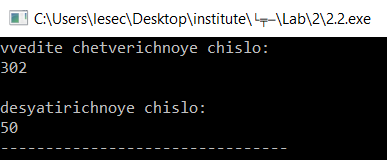 C:\Users\lesec\Desktop\institute\└╤─\Lab\2\2.2.exe
vvedite chetverichnoye chislo:
302
desyatirichnoye chislo:
50
--------------------------------